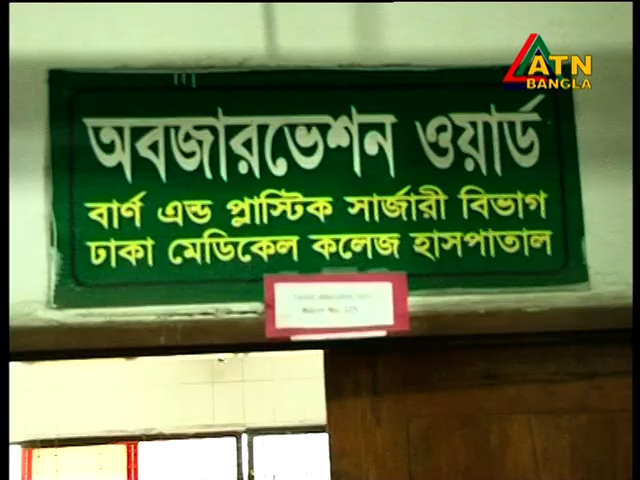 ATN
BANGLA
অবজারভেশন ওয়ার্ড
বার্ণ এন্ড প্লাস্টিক সার্জারী বিভাগ
ঢাকা মেডিকেল কলেজ হাসপাতাল